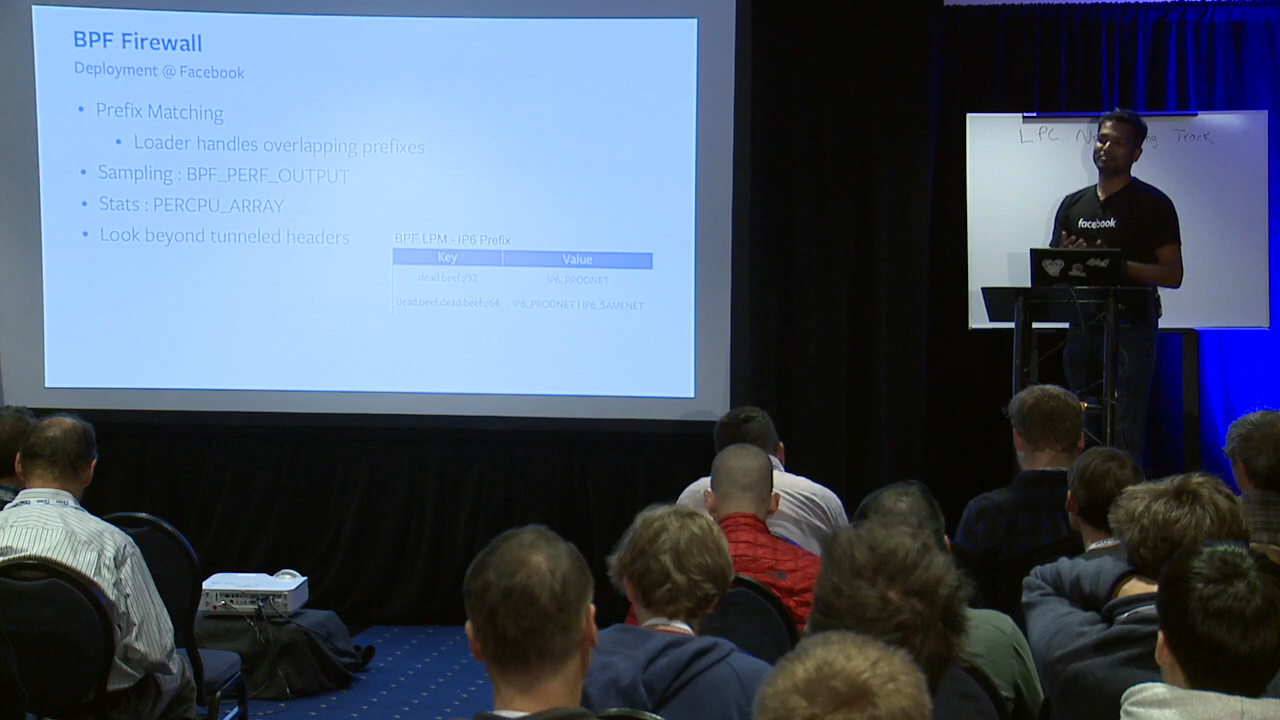 BPF Firewall
Deployment @ Facebook
• Prefix Matching
• Loader handles overlapping prefixes
• Sampling : BPF_PERF_OUTPUT
• Stats : PERCPU_ARRAY
• Look beyond tunneled headers
BPF LPM - IP6 Prefix
Key Value
dead:beef:/32 IP6_PRODNET
dead:beef:dead:beef:/64 IP6_PRODNET | IP6_SAMENET
LPC Track
facebook